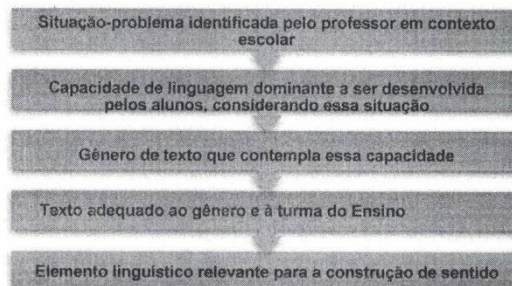 Situação-problema identificada pelo professor em contexto
escolar
Capacidade de linguagem dominante a ser desenvolvida
pelos alunos, considerando essa situação
Gênero de texto que contempla essa capacidade
Texto adequado ao gênero e à turma do Ensino
Elemento linguístico relevante para a construção de sentido